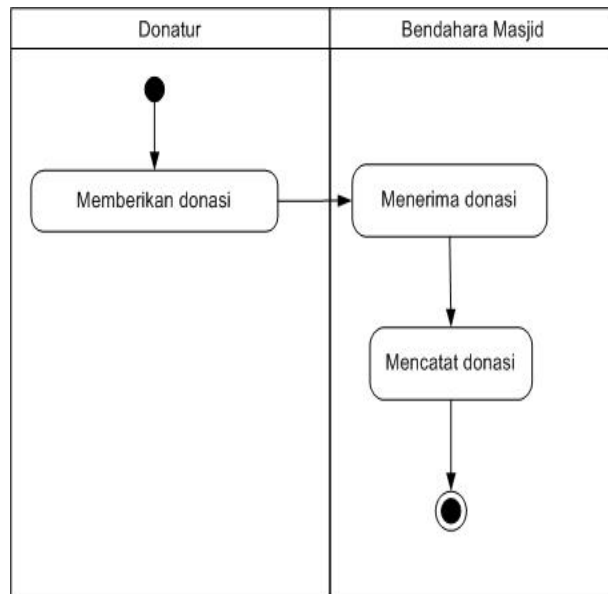 Donatur
Bendahara Masjid
Memberikan donasi
Menerima donasi
Mencatat donasi